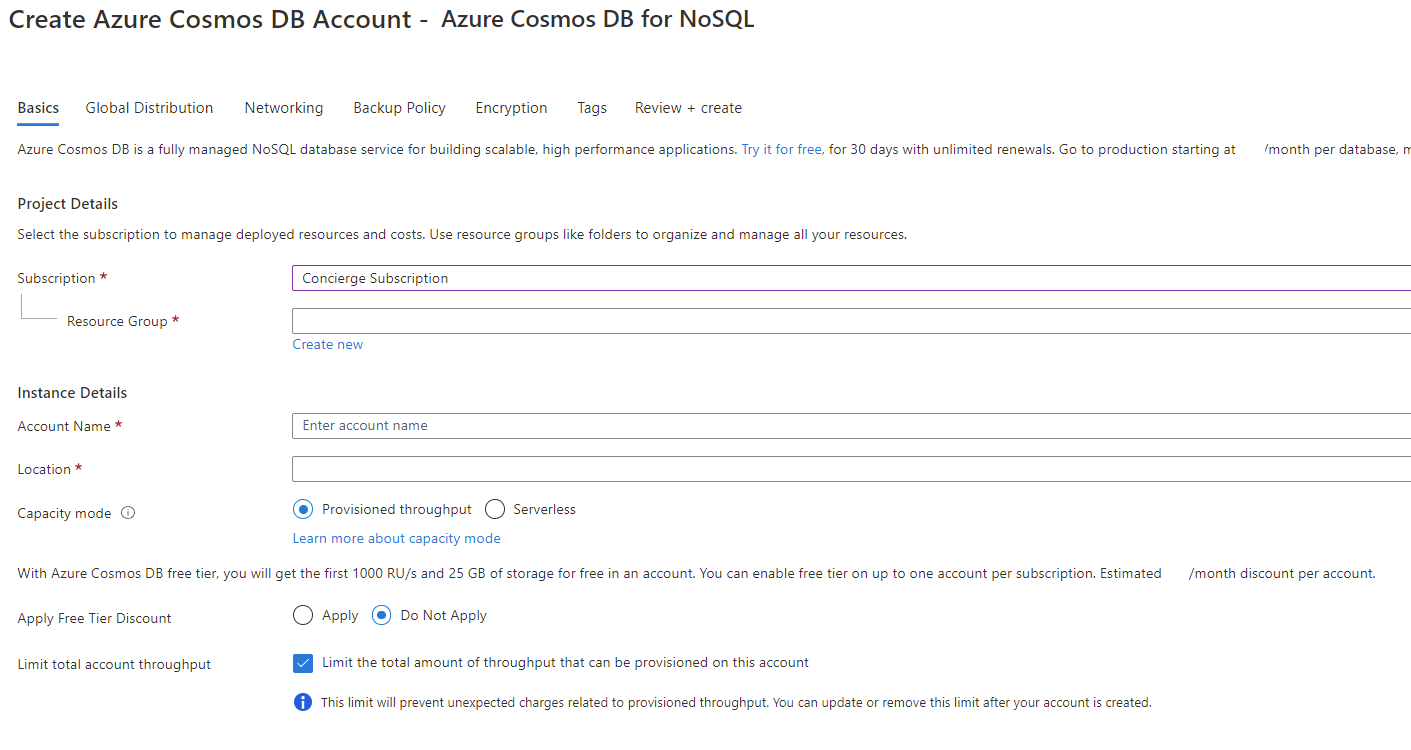 Create Azure Cosmos DB Account - Azure Cosmos DB for NoSQL
Basics Global Distribution Networking Backup Policy Encryption Tags Review + create
Azure Cosmos DB is a fully managed NoSQL database service for building scalable, high performance applications. Try it for free, for 30 days with unlimited renewals. Go to production starting at /month per database, m
Project Details
Select the subscription to manage deployed resources and costs. Use resource groups like folders to organize and manage all your resources.
Subscription * Concierge Subscription
Resource Group *
Create new
Instance Details
Account Name * Enter account name
Location *
Capacity mode Provisioned throughput Serverless
Learn more about capacity mode
With Azure Cosmos DB free tier, you will get the first 1000 RU/s and 25 GB of storage for free in an account. You can enable free tier on up to one account per subscription. Estimated /month discount per account.
Apply Free Tier Discount Apply Do Not Apply
Limit total account throughput Limit the total amount of throughput that can be provisioned on this account
This limit will prevent unexpected charges related to provisioned throughput. You can update or remove this limit after your account is created.